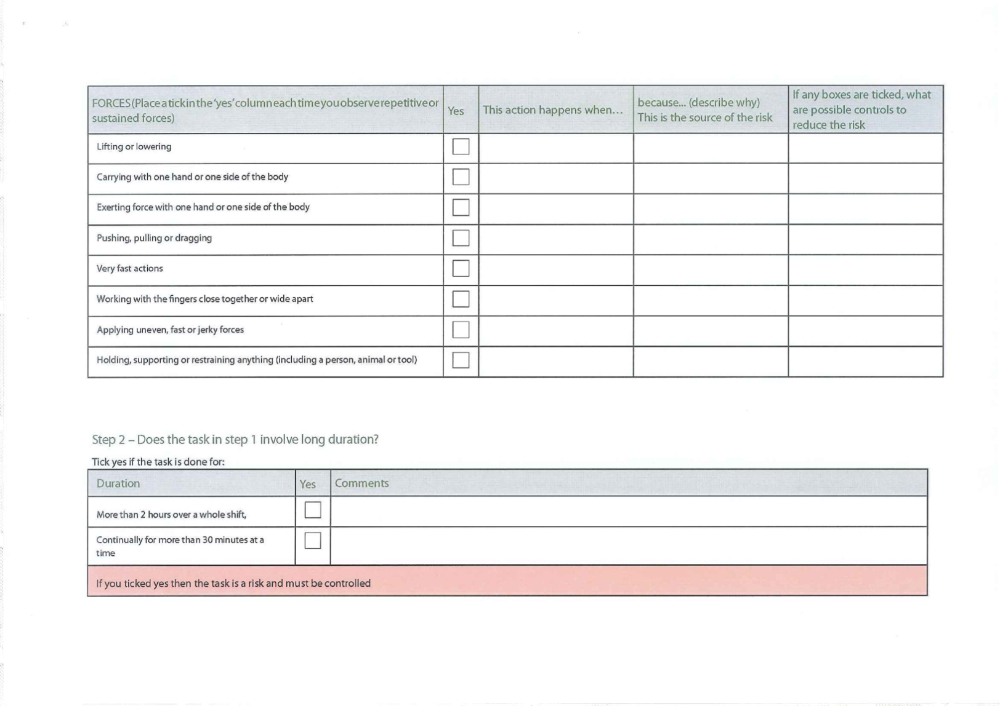 FORCES (Place a tick in the 'yes' column each time you observe repetitive or
sustained forces)
Yes
This action happens when...
because... (describe why)
This is the source of the risk
If any boxes are ticked, what
are possible controls to
reduce the risk
Lifting or lowering
Carrying with one hand or one side of the body
Exerting force with one hand or one side of the body
Pushing, pulling or dragging
Very fast actions
Working with the fingers close together or wide apart
Applying uneven, fast or jerky forces
Holding, supporting or restraining anything (including a person, animal or tool)
Step 2 – Does the task in step 1 involve long duration?
Tick yes if the task is done for:
Duration
Yes
Comments
More than 2 hours over a whole shift,
Continually for more than 30 minutes at a
time
If you ticked yes then the task is a risk and must be controlled